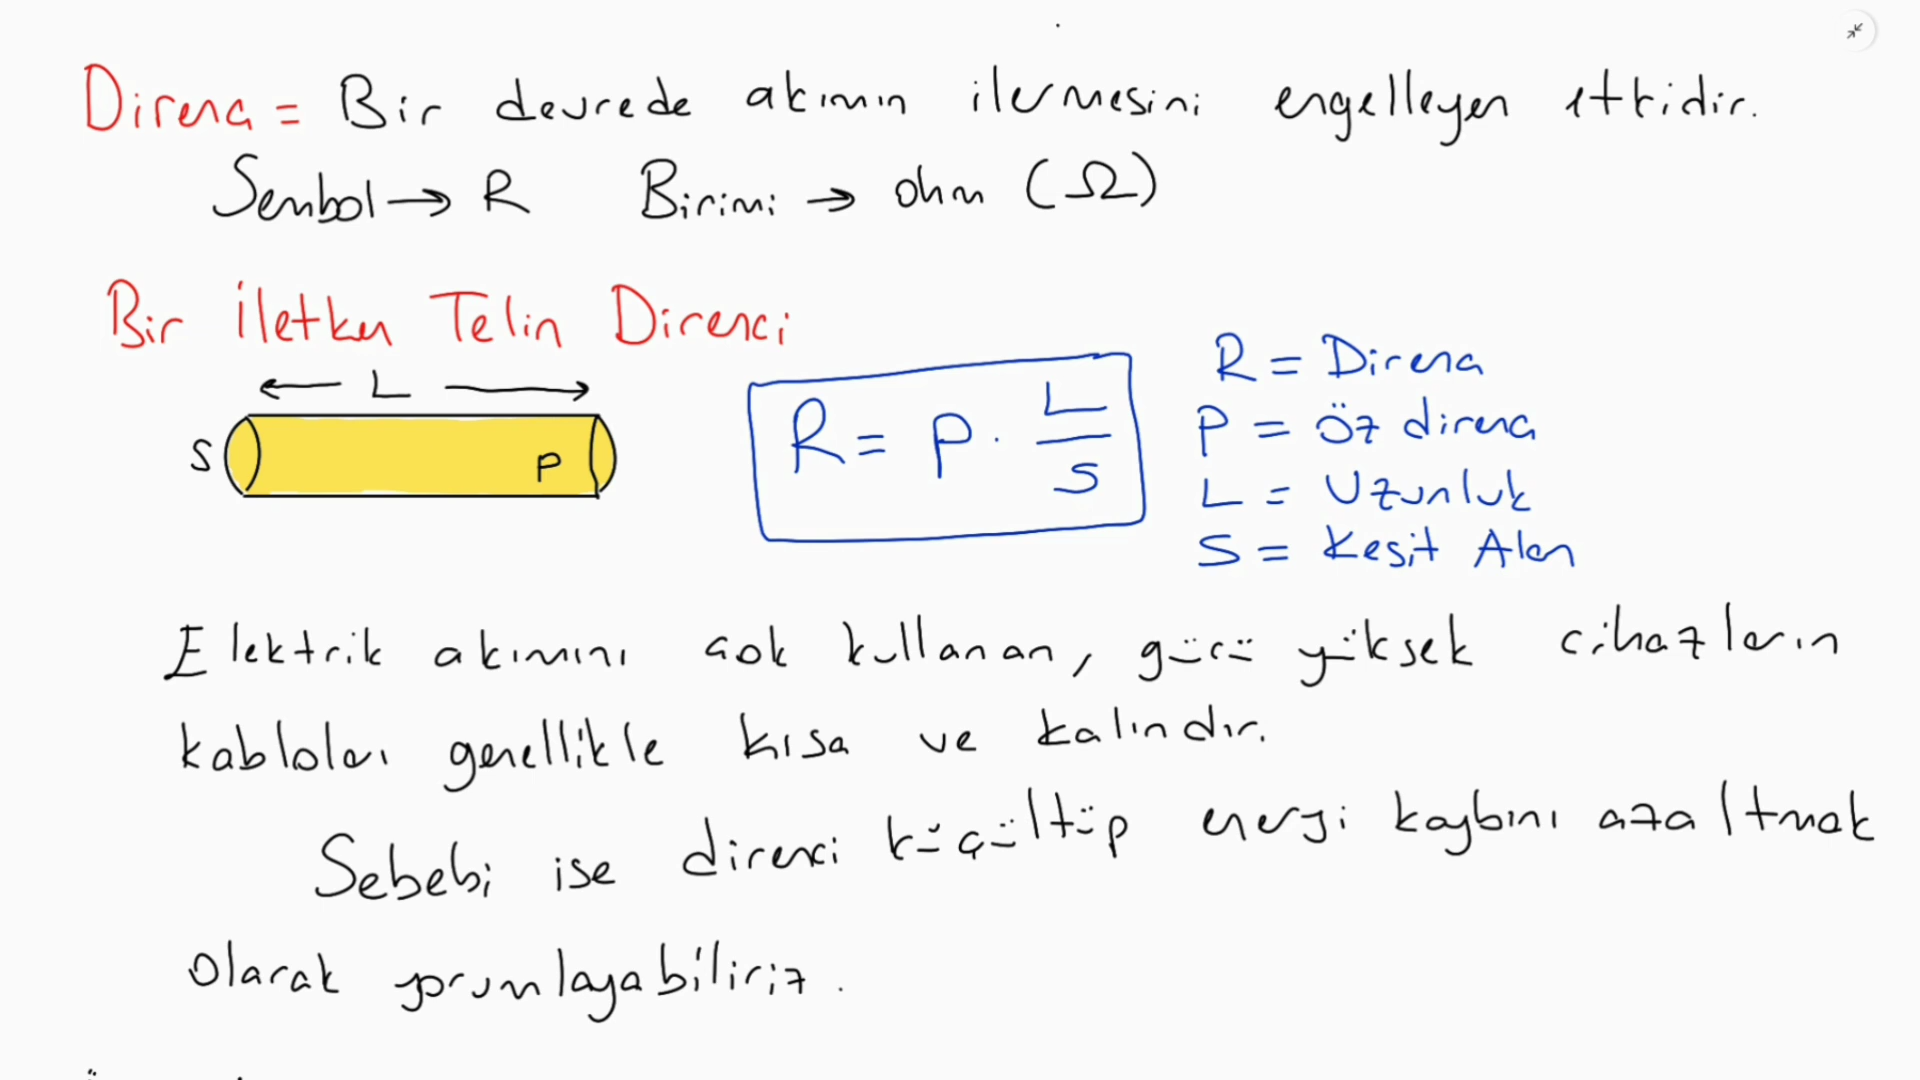 Direnç = Bir devrede akımın ilermesini engelleyen etkidir.
Sembol → R Birimi → ohm (Ω)
Bir İletken Telin Direnci
← L →
S P
R = P . L/S
R = Direnç
P = Öz direnç
L = Uzunluk
S = Kesit Alan
Elektrik akımını çok kullanan, gücü yüksek cihazların
kabloları genellikle kısa ve kalındır.
Sebebi ise direnci küçültüp enerji kaybını azaltmak
olarak yorumlayabiliriz.